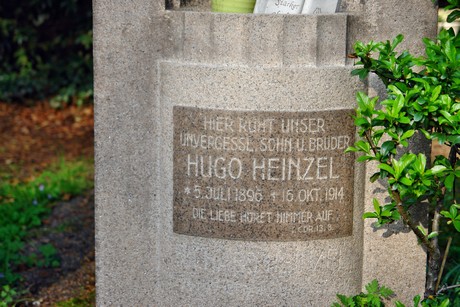 HIER RUHT UNSER
UNVERGESSL. SOHN U. BRUDER
HUGO HEINZEL
* 5. JULI 1896 + 15. OKT. 1914
DIE LIEBE HÖRET NIMMER AUF.
1. COR. 13. 8.